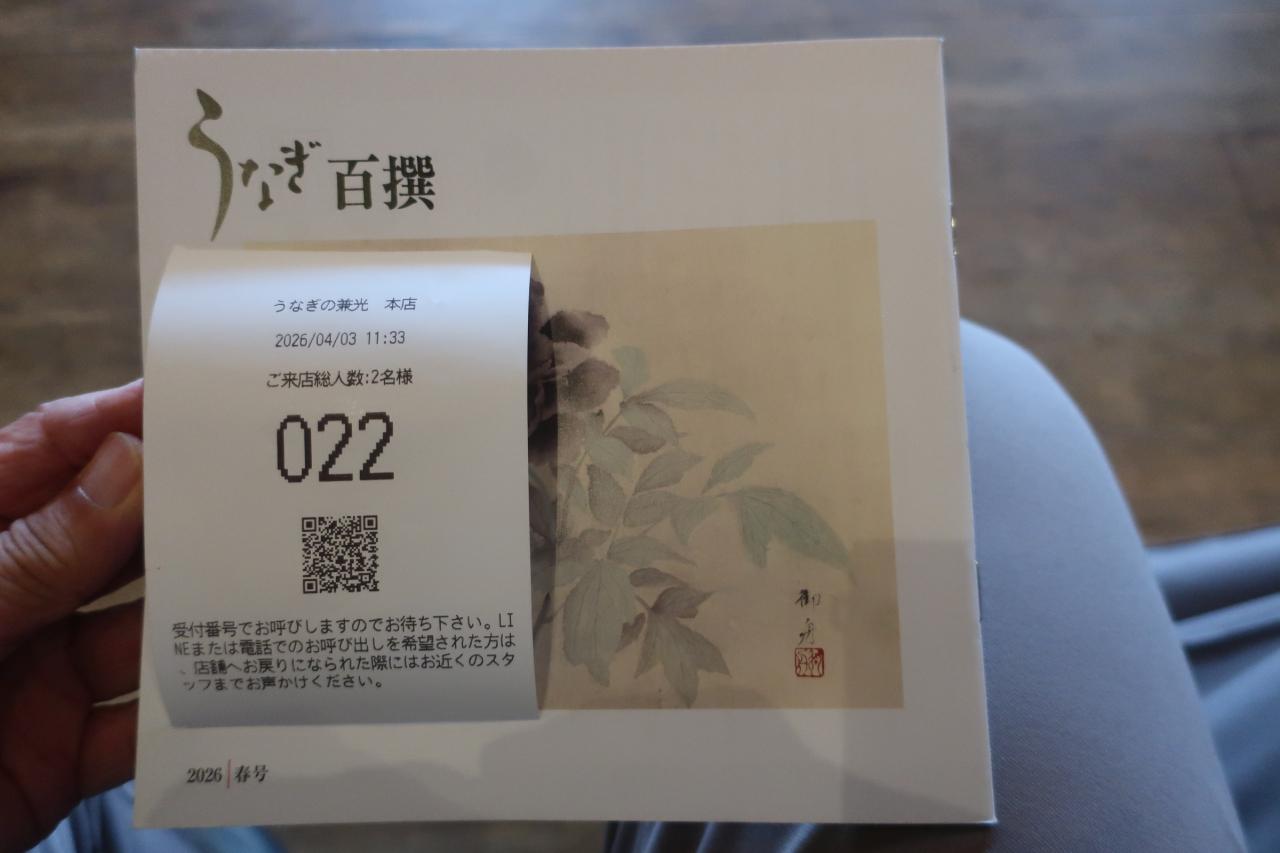 うなぎ百撰
うなぎの兼光　本店
2026/04/03 11:33
ご来店総人数:2名様
022
受付番号でお呼びしますのでお待ち下さい。LI
NEまたは電話でのお呼び出しを希望された方は
、店舗へお戻りになられた際にはお近くのスタ
ッフまでお声かけください。
御舟
2026|春号